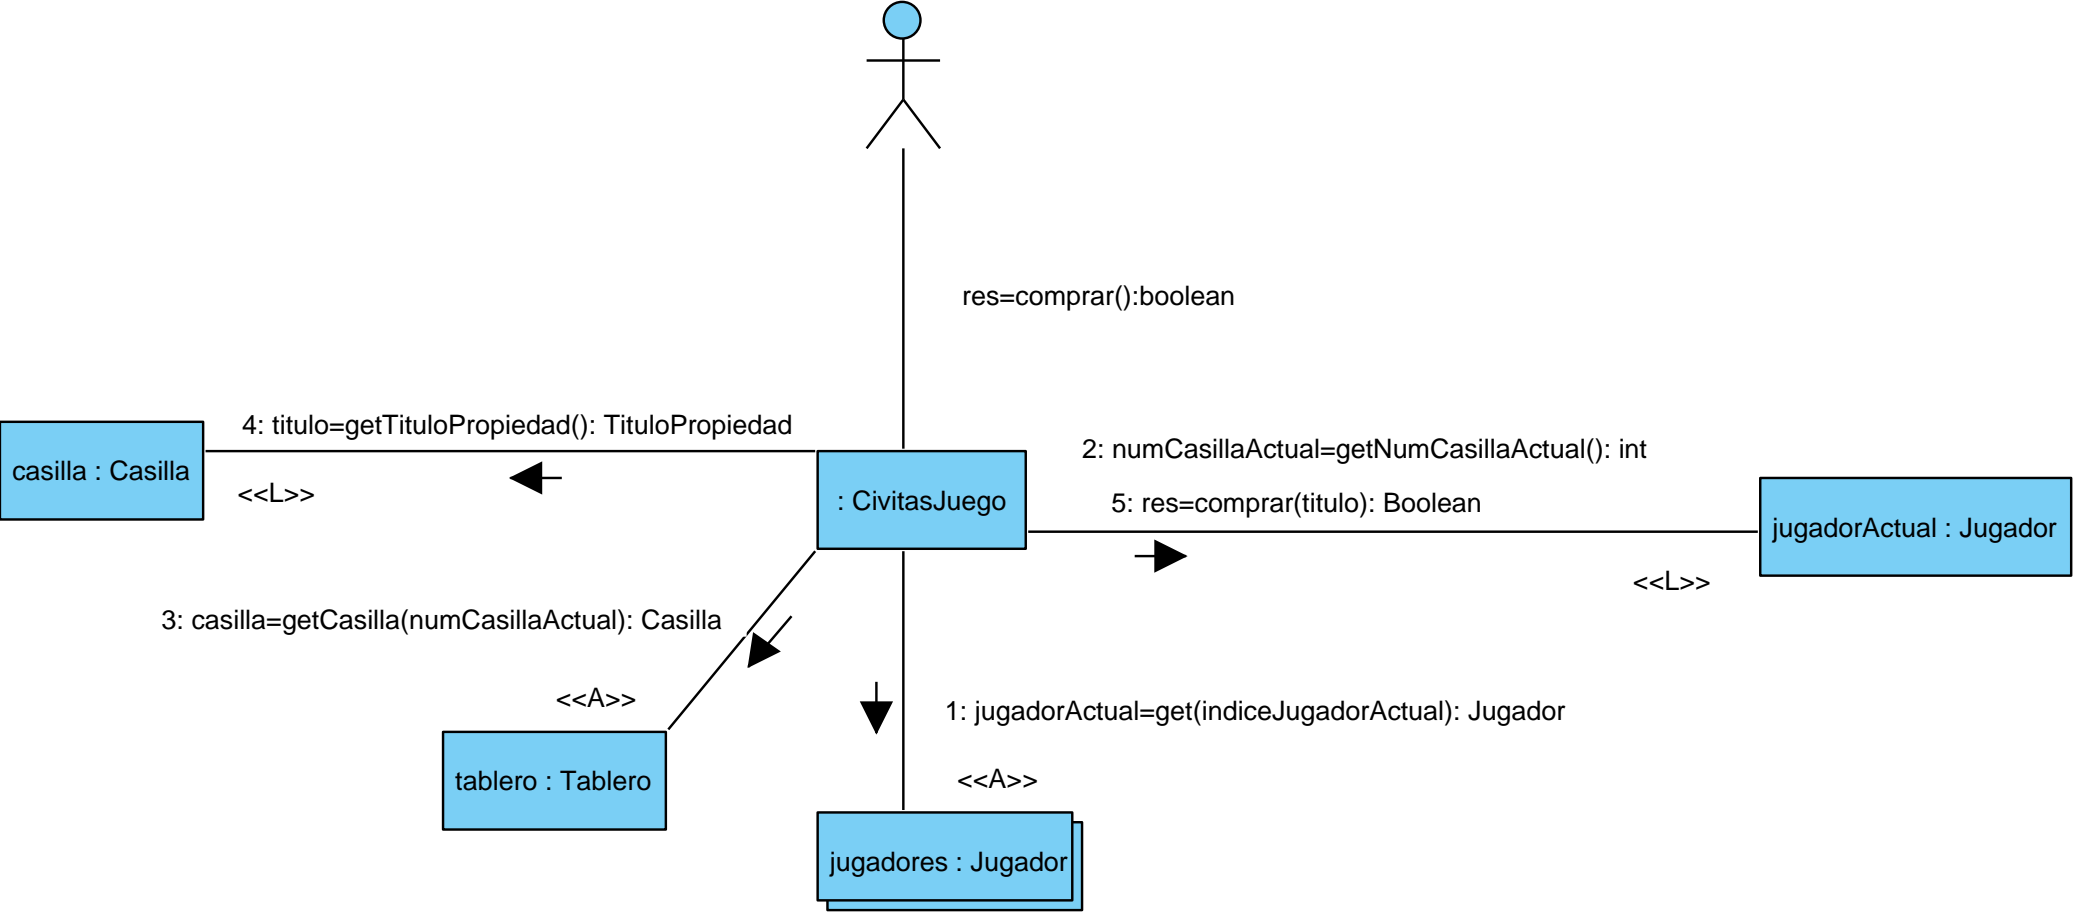 res=comprar():boolean
4: titulo=getTituloPropiedad(): TituloPropiedad
casilla : Casilla
<<L>>
: CivitasJuego
2: numCasillaActual=getNumCasillaActual(): int
5: res=comprar(titulo): Boolean
jugadorActual : Jugador
<<L>>
3: casilla=getCasilla(numCasillaActual): Casilla
<<A>>
tablero : Tablero
1: jugadorActual=get(indiceJugadorActual): Jugador
<<A>>
jugadores : Jugador